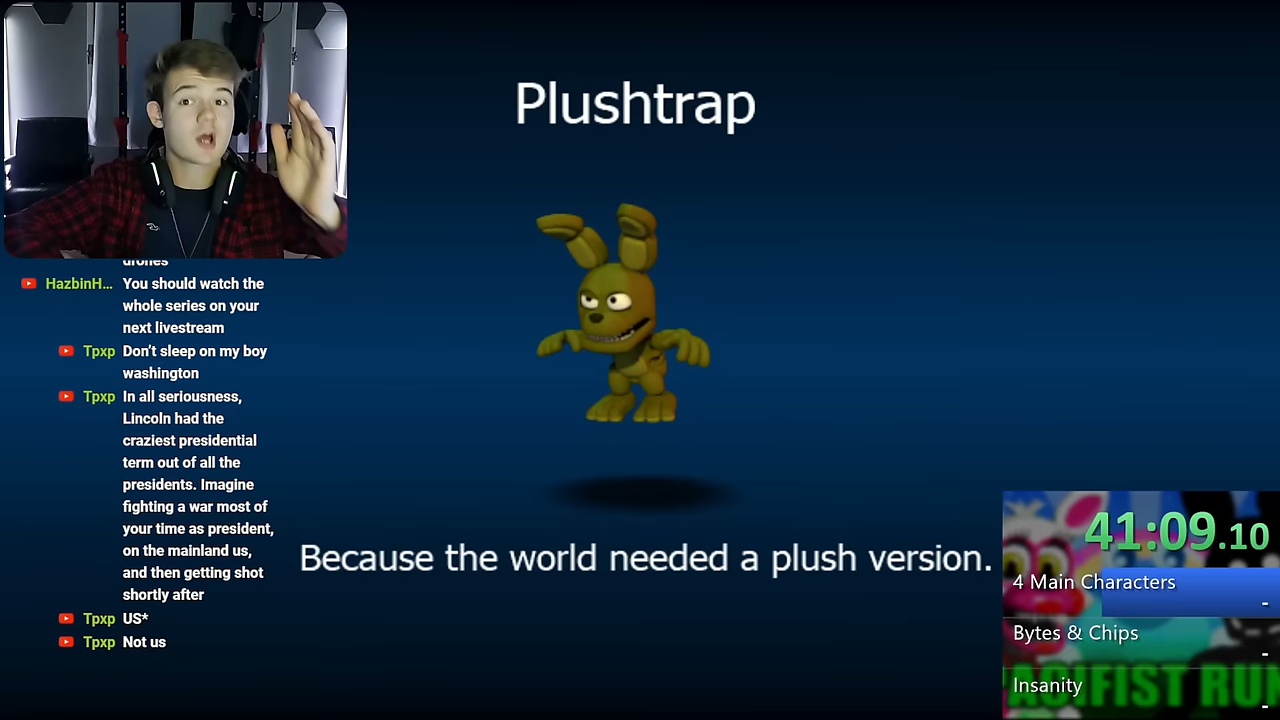 Plushtrap
drones
HazbinH... You should watch the
whole series on your
next livestream
Tpxp Don't sleep on my boy
washington
Tpxp In all seriousness,
Lincoln had the
craziest presidential
term out of all the
presidents. Imagine
fighting a war most of
your time as president,
on the mainland us,
and then getting shot
shortly after
Tpxp US*
Tpxp Not us
Because the world needed a plush version.
41:09.10
4 Main Characters
-
Bytes & Chips
-
Insanity
-
PACIFIST RUN